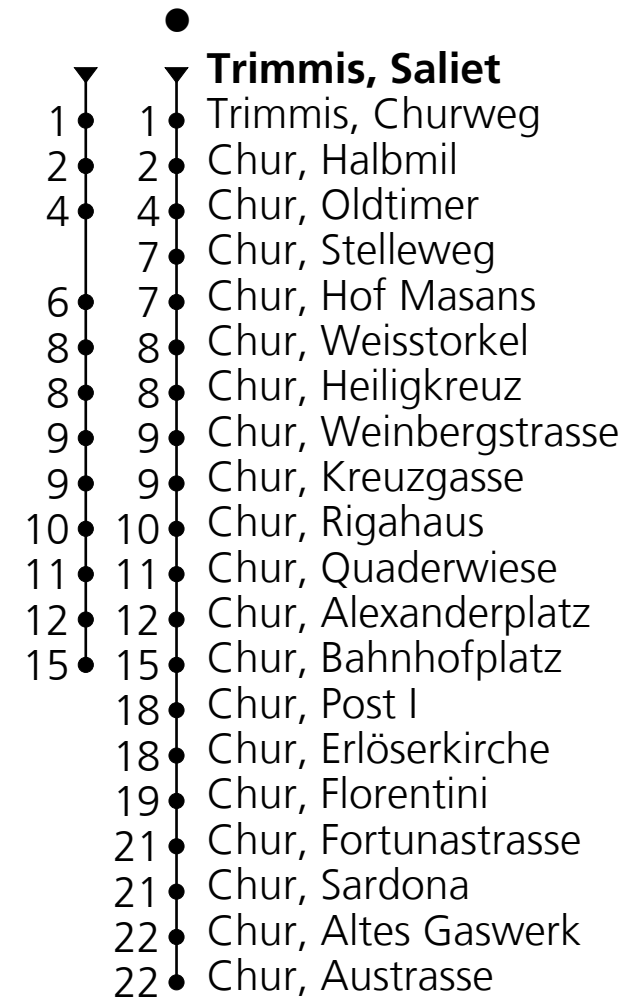 Trimmis, Saliet
1 1 Trimmis, Churweg
2 2 Chur, Halbmil
4 4 Chur, Oldtimer
7 Chur, Stelleweg
6 7 Chur, Hof Masans
8 8 Chur, Weisstorkel
8 8 Chur, Heiligkreuz
9 9 Chur, Weinbergstrasse
9 9 Chur, Kreuzgasse
10 10 Chur, Rigahaus
11 11 Chur, Quaderwiese
12 12 Chur, Alexanderplatz
15 15 Chur, Bahnhofplatz
18 Chur, Post I
18 Chur, Erlöserkirche
19 Chur, Florentini
21 Chur, Fortunastrasse
21 Chur, Sardona
22 Chur, Altes Gaswerk
22 Chur, Austrasse